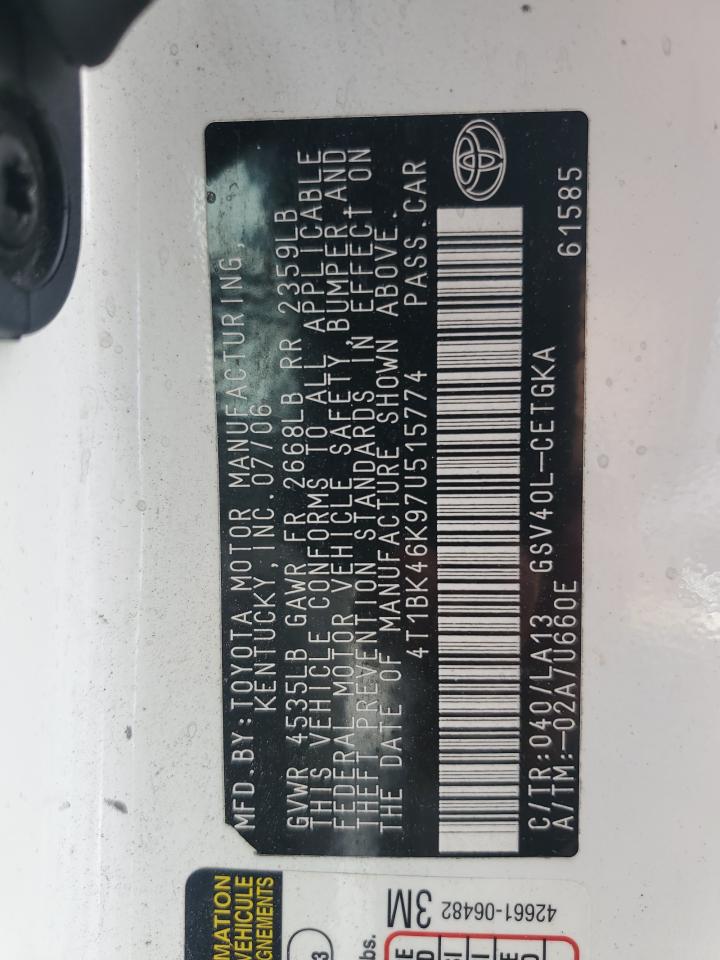 MFD.BY:TOYOTA MOTOR MANUFACTURING,
KENTUCKY,INC.07/06
GVWR 4535LB GAWR FR 2668LB RR 2359LB
THIS VEHICLE CONFORMS TO ALL APPLICABLE
FEDERAL MOTOR VEHICLE SAFETY, BUMPER AND
THEFT PREVENTION STANDARDS IN EFFECT ON
THE DATE OF MANUFACTURE SHOWN ABOVE.
4T1BK46K97U515774 PASS.CAR
C/TR:040/LA13 GSV40L-CETGKA
A/TM:-02A/U660E 61585
3M 42661-06482